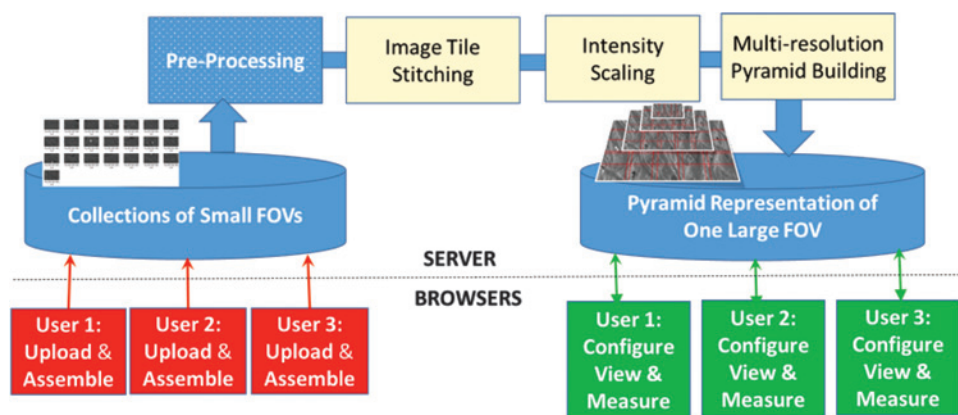 Pre-Processing
Image Tile
Stitching
Intensity
Scaling
Multi-resolution
Pyramid Building
Collections of Small FOVs
Pyramid Representation of
One Large FOV
SERVER
BROWSERS
User 1:
Upload &
Assemble
User 2:
Upload &
Assemble
User 3:
Upload &
Assemble
User 1:
Configure
View &
Measure
User 2:
Configure
View &
Measure
User 3:
Configure
View &
Measure